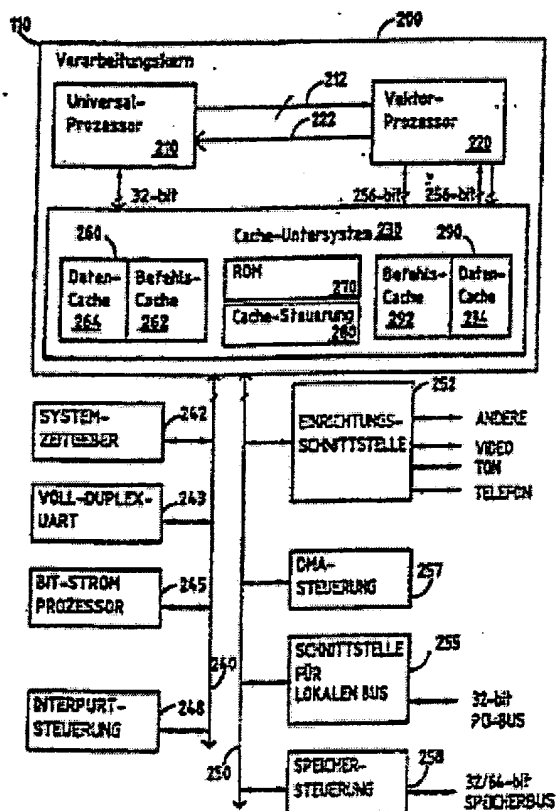 110
200
Verarbeitungskern
Universal-
Prozessor
210
212
222
Vektor-
Prozessor
220
32-bit
256-bit
256-bit
Cache-Untersystem 230
260
Daten-
Cache
264
Befehls-
Cache
262
ROM
270
Cache-Steuerung
280
290
Befehls-
Cache
292
Daten-
Cache
294
SYSTEM-
ZEITGEBER
242
VOLL-DUPLEX-
UART
243
BIT-STROM
PROZESSOR
245
INTERPURT-
STEUERUNG
248
240
250
EINRICHTUNGS-
SCHNITTSTELLE
252
ANDERE
VIDEO
TON
TELEFON
DMA-
STEUERUNG
257
SCHNITTSTELLE
FÜR
LOKALEN BUS
255
32-bit
PCI-BUS
SPEICHER-
STEUERUNG
258
32/64-bit
SPEICHERBUS